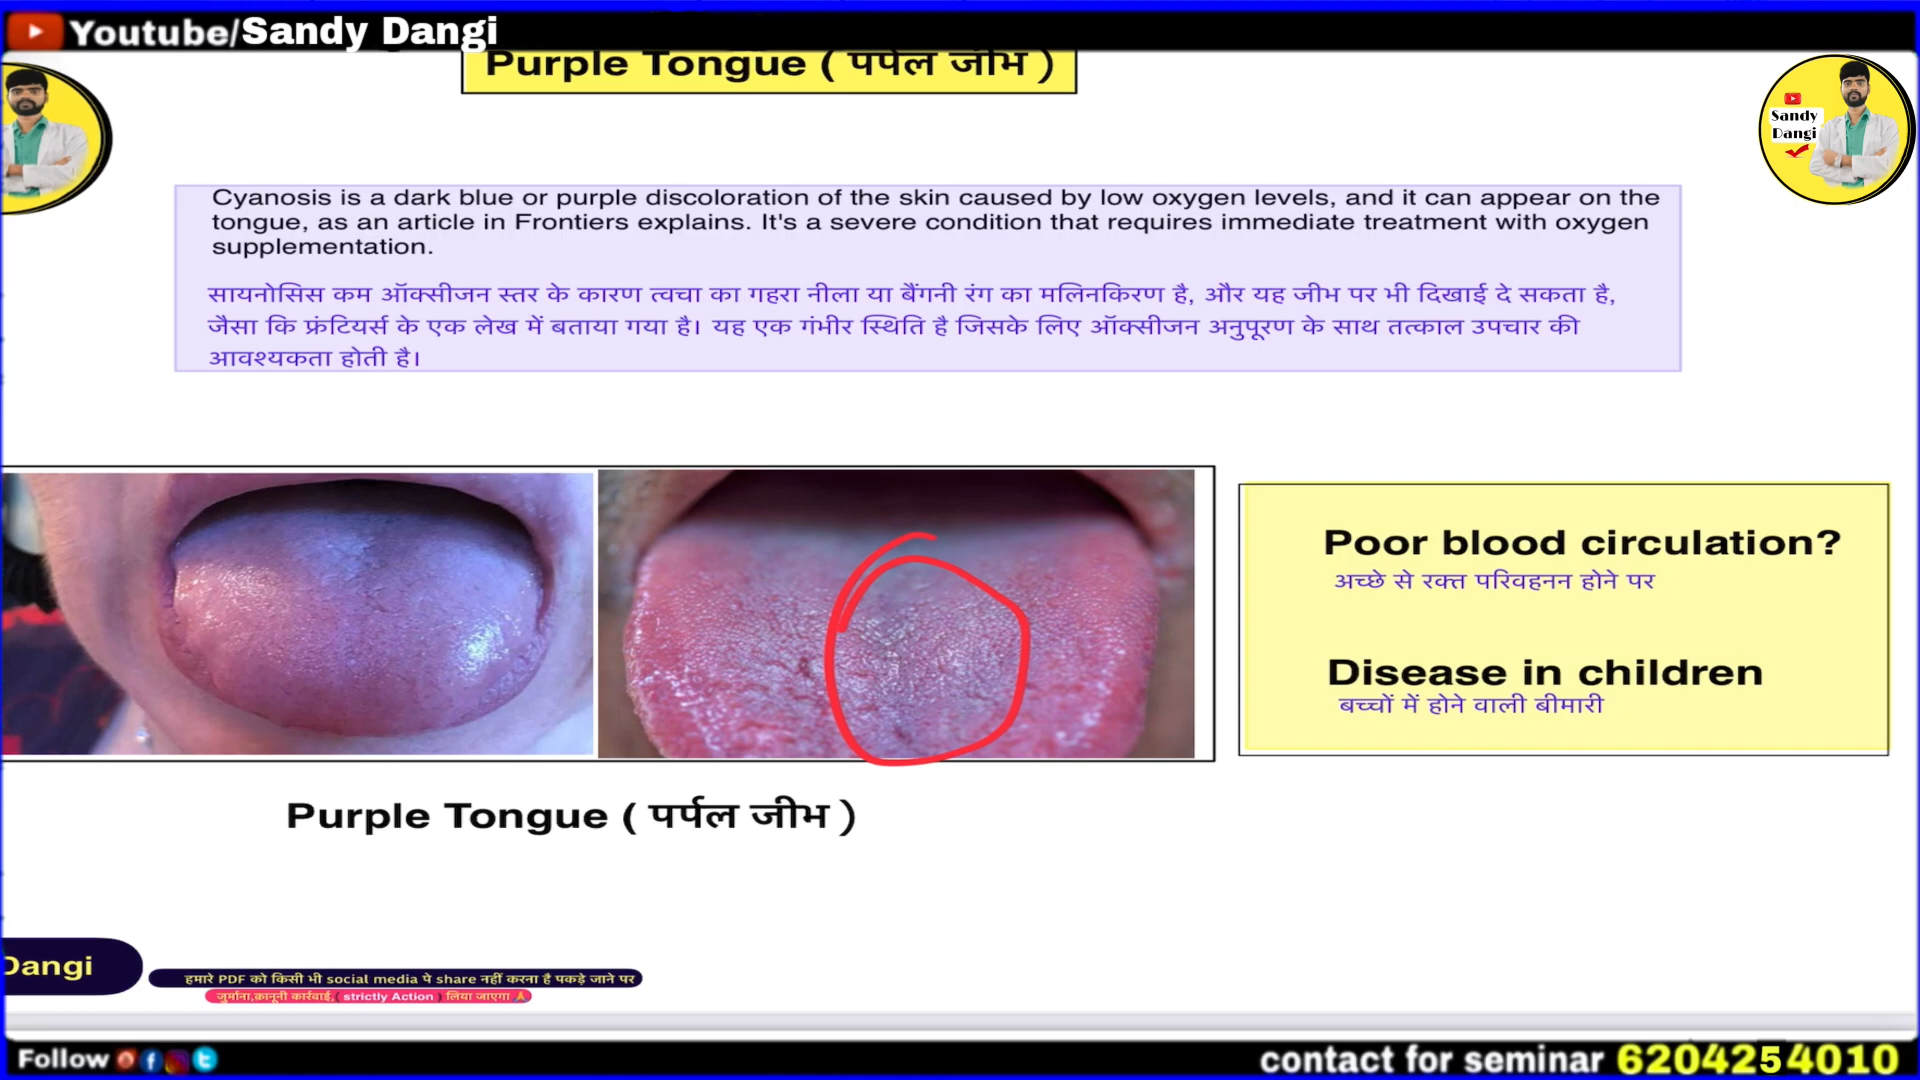 Youtube/Sandy Dangi
Purple Tongue ( पर्पल जीभ )
Sandy
Dangi
Cyanosis is a dark blue or purple discoloration of the skin caused by low oxygen levels, and it can appear on the
tongue, as an article in Frontiers explains. It's a severe condition that requires immediate treatment with oxygen
supplementation.
सायनोसिस कम ऑक्सीजन स्तर के कारण त्वचा का गहरा नीला या बैंगनी रंग का मलिनकिरण है, और यह जीभ पर भी दिखाई दे सकता है,
जैसा कि फ्रंटियर्स के एक लेख में बताया गया है। यह एक गंभीर स्थिति है जिसके लिए ऑक्सीजन अनुपूरण के साथ तत्काल उपचार की
आवश्यकता होती है।
Poor blood circulation?
अच्छे से रक्त परिवहनन होने पर
Disease in children
बच्चों में होने वाली बीमारी
Purple Tongue ( पर्पल जीभ )
Dangi
हमारे PDF को किसी भी social media पे share नहीं करना है पकड़े जाने पर
जुर्माना,क़ानूनी कार्रवाई,( strictly Action ) लिया जाएगा 🙏
Follow
contact for seminar 6204254010